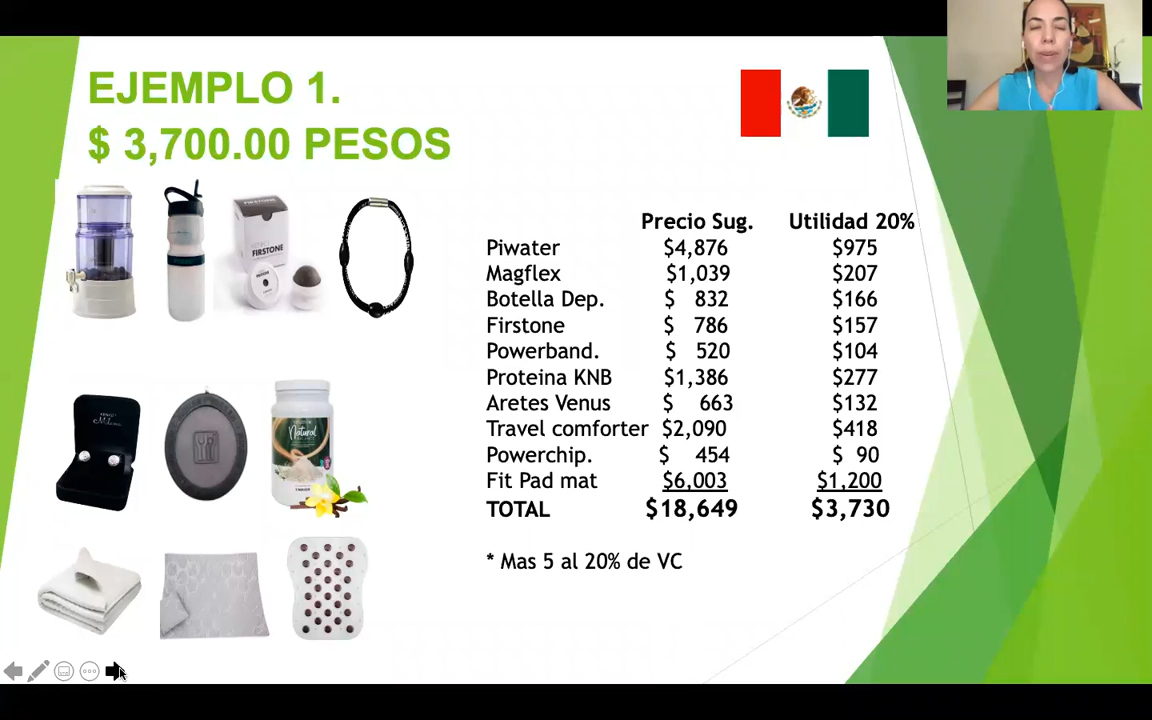 EJEMPLO 1.
$ 3,700.00 PESOS
Precio Sug. Utilidad 20%
Piwater $4,876 $975
Magflex $1,039 $207
Botella Dep. $ 832 $166
Firstone $ 786 $157
Powerband. $ 520 $104
Proteina KNB $1,386 $277
Aretes Venus $ 663 $132
Travel comforter $2,090 $418
Powerchip. $ 454 $ 90
Fit Pad mat $6,003 $1,200
TOTAL $18,649 $3,730
* Mas 5 al 20% de VC
FIRSTONE
Natural